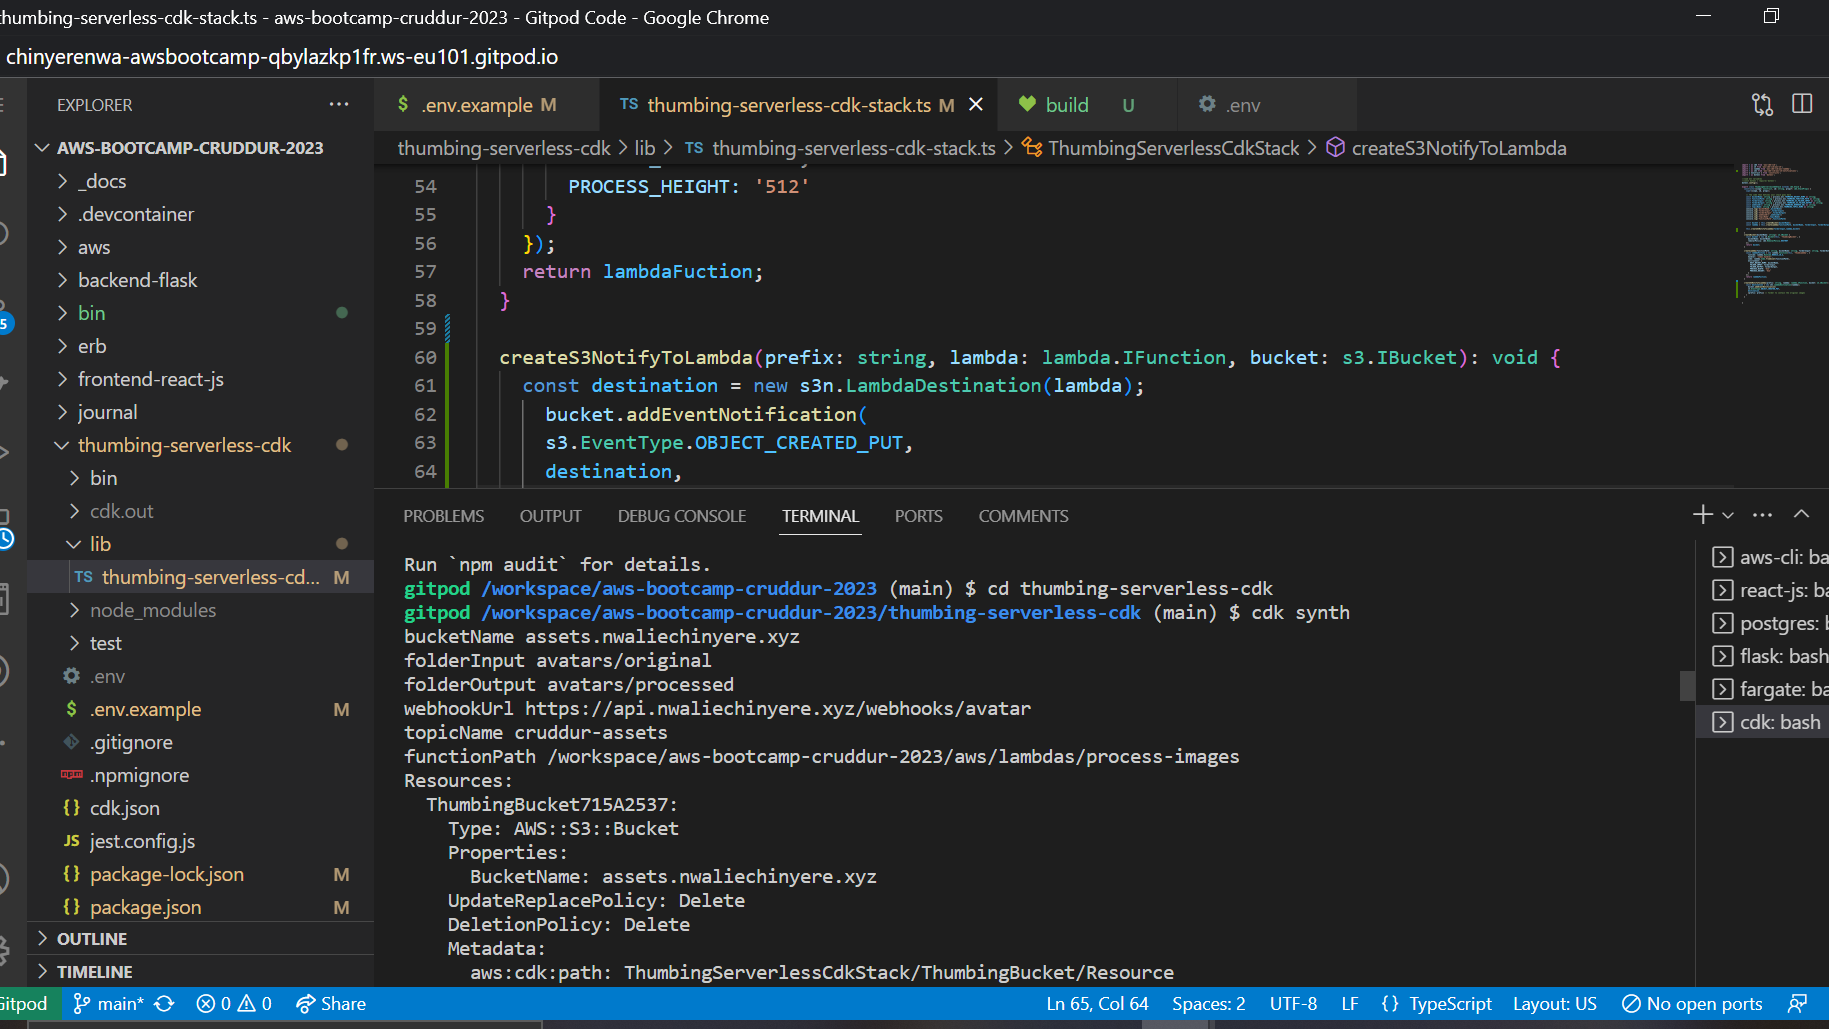 thumbing-serverless-cdk-stack.ts - aws-bootcamp-cruddur-2023 - Gitpod Code - Google Chrome
chinyerenwa-awsbootcamp-qbylazkp1fr.ws-eu101.gitpod.io
EXPLORER
AWS-BOOTCAMP-CRUDDUR-2023
_docs
.devcontainer
aws
backend-flask
bin
erb
frontend-react-js
journal
thumbing-serverless-cdk
bin
cdk.out
lib
TS thumbing-serverless-cd... M
node_modules
test
.env
$ .env.example M
.gitignore
.npmignore
{} cdk.json
JS jest.config.js
{} package-lock.json M
{} package.json M
OUTLINE
TIMELINE
5
$ .env.example M
TS thumbing-serverless-cdk-stack.ts M
build U
.env
thumbing-serverless-cdk > lib > TS thumbing-serverless-cdk-stack.ts > ThumbingServerlessCdkStack > createS3NotifyToLambda
54 PROCESS_HEIGHT: '512'
55 }
56 });
57 return lambdaFuction;
58 }
59
60 createS3NotifyToLambda(prefix: string, lambda: lambda.IFunction, bucket: s3.IBucket): void {
61 const destination = new s3n.LambdaDestination(lambda);
62 bucket.addEventNotification(
63 s3.EventType.OBJECT_CREATED_PUT,
64 destination,
PROBLEMS OUTPUT DEBUG CONSOLE TERMINAL PORTS COMMENTS
Run `npm audit` for details.
gitpod /workspace/aws-bootcamp-cruddur-2023 (main) $ cd thumbing-serverless-cdk
gitpod /workspace/aws-bootcamp-cruddur-2023/thumbing-serverless-cdk (main) $ cdk synth
bucketName assets.nwaliechinyere.xyz
folderInput avatars/original
folderOutput avatars/processed
webhookUrl https://api.nwaliechinyere.xyz/webhooks/avatar
topicName cruddur-assets
functionPath /workspace/aws-bootcamp-cruddur-2023/aws/lambdas/process-images
Resources:
ThumbingBucket715A2537:
Type: AWS::S3::Bucket
Properties:
BucketName: assets.nwaliechinyere.xyz
UpdateReplacePolicy: Delete
DeletionPolicy: Delete
Metadata:
aws:cdk:path: ThumbingServerlessCdkStack/ThumbingBucket/Resource
aws-cli: ba
react-js: ba
postgres: b
flask: bash
fargate: ba
cdk: bash
Gitpod main* 0 0 Share Ln 65, Col 64 Spaces: 2 UTF-8 LF {} TypeScript Layout: US No open ports